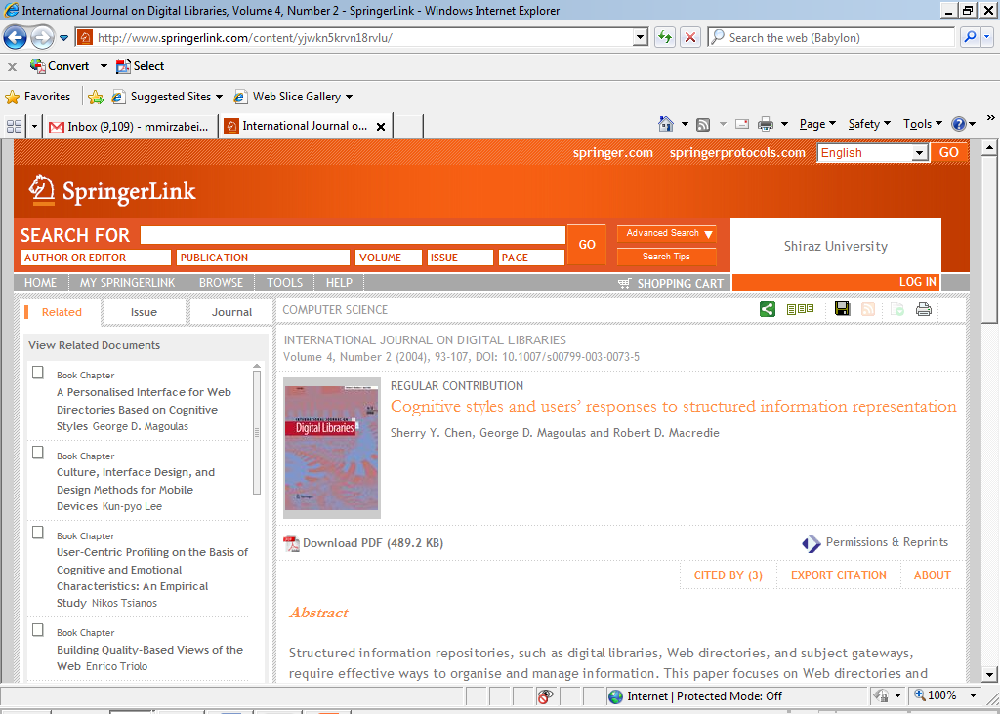 International Journal on Digital Libraries, Volume 4, Number 2 - SpringerLink - Windows Internet Explorer
http://www.springerlink.com/content/yjwkn5krvn18rvlu/
Search the web (Babylon)
x Convert Select
Favorites Suggested Sites Web Slice Gallery
Inbox (9,109) - mmirzabei... International Journal o... Page Safety Tools »
springer.com springerprotocols.com English GO
SpringerLink
SEARCH FOR GO Advanced Search
AUTHOR OR EDITOR PUBLICATION VOLUME ISSUE PAGE Search Tips
Shiraz University
HOME MY SPRINGERLINK BROWSE TOOLS HELP SHOPPING CART LOG IN
Related Issue Journal
COMPUTER SCIENCE
View Related Documents
Book Chapter
A Personalised Interface for Web
Directories Based on Cognitive
Styles George D. Magoulas
Book Chapter
Culture, Interface Design, and
Design Methods for Mobile
Devices Kun-pyo Lee
Book Chapter
User-Centric Profiling on the Basis of
Cognitive and Emotional
Characteristics: An Empirical
Study Nikos Tsianos
Book Chapter
Building Quality-Based Views of the
Web Enrico Triolo
INTERNATIONAL JOURNAL ON DIGITAL LIBRARIES
Volume 4, Number 2 (2004), 93-107, DOI: 10.1007/s00799-003-0073-5
INTERNATIONAL JOURNAL ON
Digital Libraries
Springer
REGULAR CONTRIBUTION
Cognitive styles and users’ responses to structured information representation
Sherry Y. Chen, George D. Magoulas and Robert D. Macredie
Download PDF (489.2 KB)
Permissions & Reprints
CITED BY (3) EXPORT CITATION ABOUT
Abstract
Structured information repositories, such as digital libraries, Web directories, and subject gateways,
require effective ways to organise and manage information. This paper focuses on Web directories and
Internet | Protected Mode: Off 100%